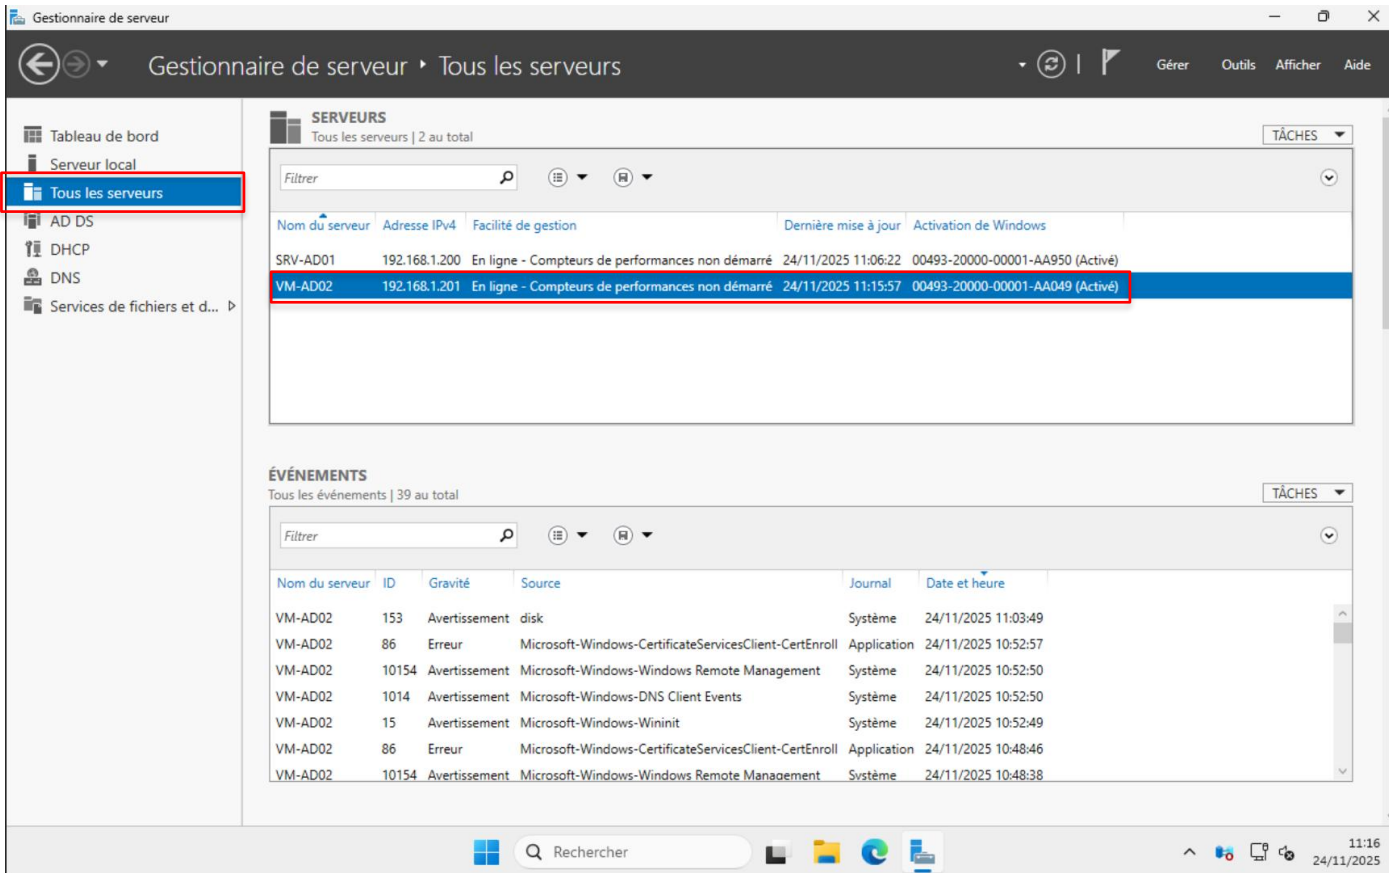 Gestionnaire de serveur
Gestionnaire de serveur ‣ Tous les serveurs
Gérer Outils Afficher Aide
Tableau de bord
Serveur local
Tous les serveurs
AD DS
DHCP
DNS
Services de fichiers et d...
SERVEURS
Tous les serveurs | 2 au total
TÂCHES
Filtrer
Nom du serveur Adresse IPv4 Facilité de gestion Dernière mise à jour Activation de Windows
SRV-AD01 192.168.1.200 En ligne - Compteurs de performances non démarré 24/11/2025 11:06:22 00493-20000-00001-AA950 (Activé)
VM-AD02 192.168.1.201 En ligne - Compteurs de performances non démarré 24/11/2025 11:15:57 00493-20000-00001-AA049 (Activé)
ÉVÉNEMENTS
Tous les événements | 39 au total
TÂCHES
Filtrer
Nom du serveur ID Gravité Source Journal Date et heure
VM-AD02 153 Avertissement disk Système 24/11/2025 11:03:49
VM-AD02 86 Erreur Microsoft-Windows-CertificateServicesClient-CertEnroll Application 24/11/2025 10:52:57
VM-AD02 10154 Avertissement Microsoft-Windows-Windows Remote Management Système 24/11/2025 10:52:50
VM-AD02 1014 Avertissement Microsoft-Windows-DNS Client Events Système 24/11/2025 10:52:50
VM-AD02 15 Avertissement Microsoft-Windows-Wininit Système 24/11/2025 10:52:49
VM-AD02 86 Erreur Microsoft-Windows-CertificateServicesClient-CertEnroll Application 24/11/2025 10:48:46
VM-AD02 10154 Avertissement Microsoft-Windows-Windows Remote Management Système 24/11/2025 10:48:38
Rechercher
11:16
24/11/2025